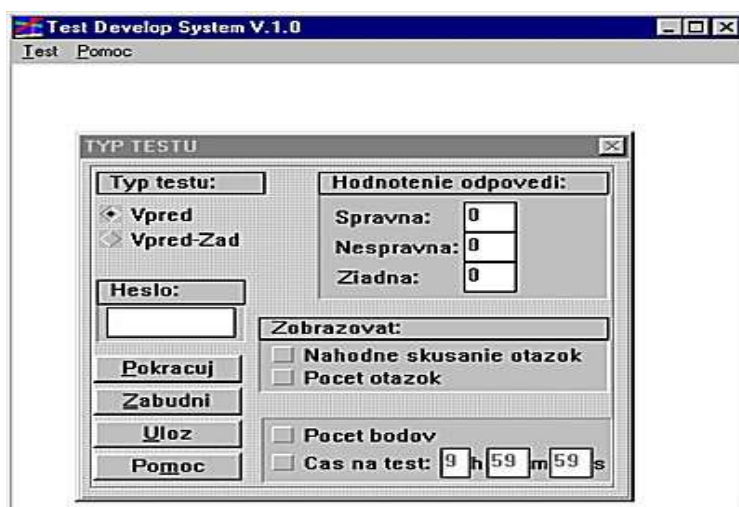 Test Develop System V.1.0
Test Pomoc
TYP TESTU
Typ testu:
Vpred
Vpred-Zad
Heslo:
Pokracuj
Zabudni
Uloz
Pomoc
Hodnotenie odpovedi:
Spravna: 0
Nespravna: 0
Ziadna: 0
Zobrazovat:
Nahodne skusanie otazok
Pocet otazok
Pocet bodov
Cas na test: 9 h 59 m 59 s